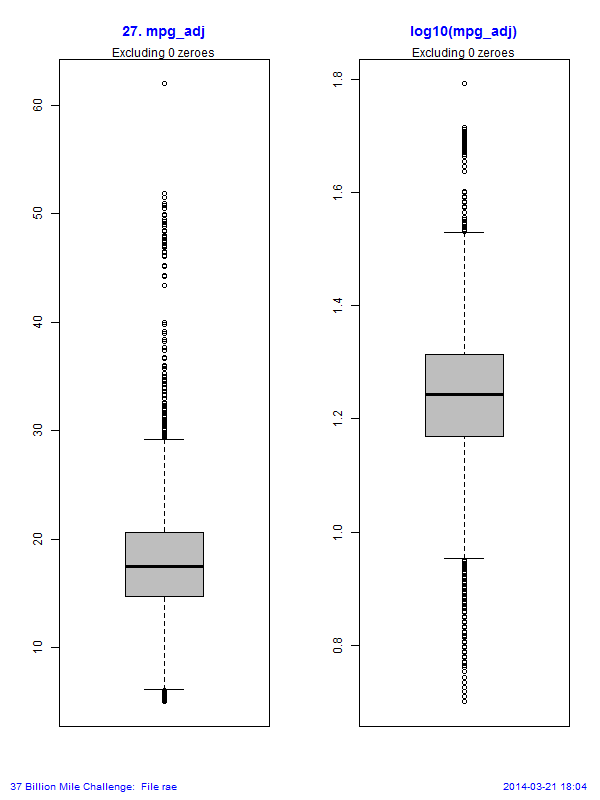 27. mpg_adj
Excluding 0 zeroes
60
50
40
30
20
10
log10(mpg_adj)
Excluding 0 zeroes
1.8
1.6
1.4
1.2
1.0
0.8
37 Billion Mile Challenge: File rae
2014-03-21 18:04